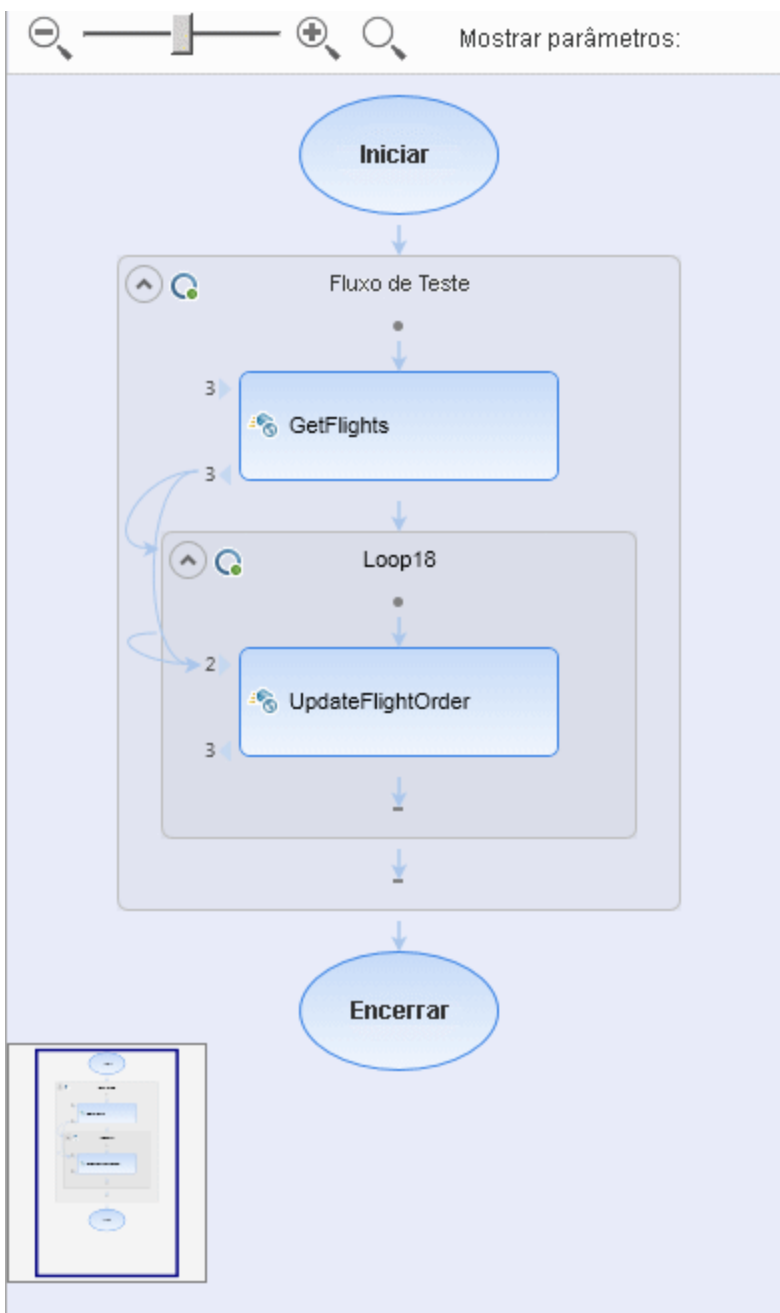 Mostrar parâmetros:
Iniciar
Fluxo de Teste
3
GetFlights
3
Loop18
2
UpdateFlightOrder
3
Encerrar